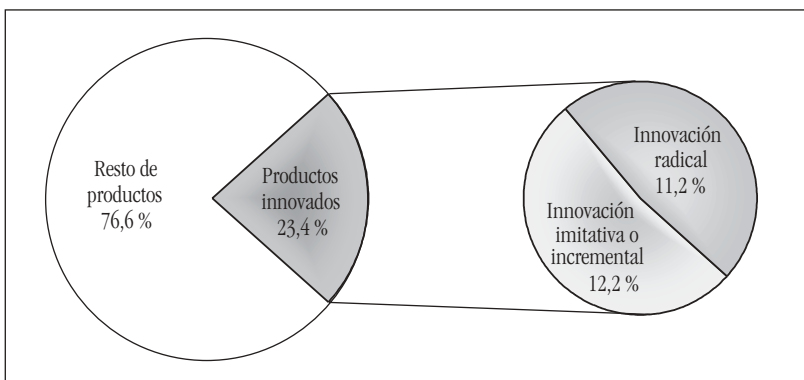 Resto de
productos
76,6 %
Productos
innovados
23,4 %
Innovación
radical
11,2 %
Innovación
imitativa o
incremental
12,2 %